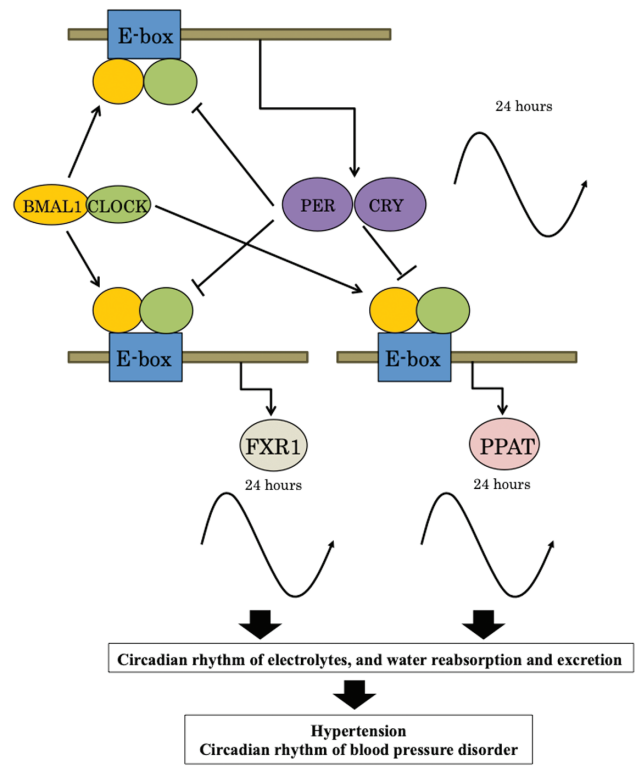 E-box
24 hours
BMAL1
CLOCK
PER
CRY
E-box
E-box
FXR1
PPAT
24 hours
24 hours
Circadian rhythm of electrolytes, and water reabsorption and excretion
Hypertension
Circadian rhythm of blood pressure disorder